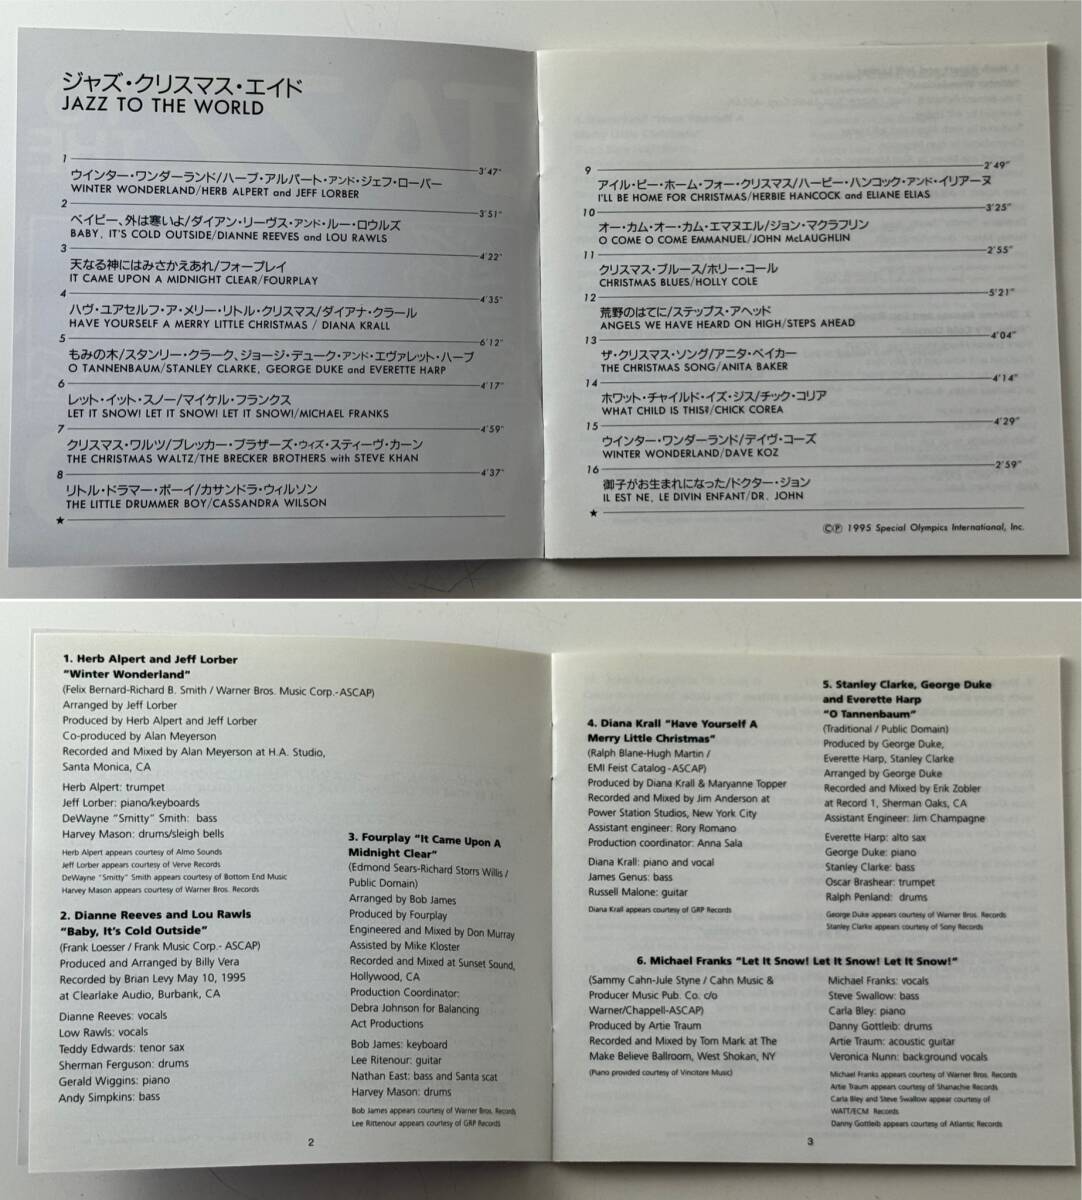 ジャズ・クリスマス・エイド
JAZZ TO THE WORLD
1 3'47"
ウインター・ワンダーランド/ハーブ・アルパート・アンド・ジェフ・ローバー
WINTER WONDERLAND/HERB ALPERT and JEFF LORBER
2 3'51"
ベイビー、外は寒いよ/ダイアン・リーヴス・アンド・ルー・ロウルズ
BABY, IT'S COLD OUTSIDE/DIANNE REEVES and LOU RAWLS
3 4'22"
天なる神にはみさかえあれ/フォープレイ
IT CAME UPON A MIDNIGHT CLEAR/FOURPLAY
4 4'35"
ハヴ・ユアセルフ・ア・メリー・リトル・クリスマス/ダイアナ・クラール
HAVE YOURSELF A MERRY LITTLE CHRISTMAS / DIANA KRALL
5 6'12"
もみの木/スタンリー・クラーク、ジョージ・デューク・アンド・エヴァレット・ハープ
O TANNENBAUM/STANLEY CLARKE, GEORGE DUKE and EVERETTE HARP
6 4'17"
レット・イット・スノー/マイケル・フランクス
LET IT SNOW! LET IT SNOW! LET IT SNOW!/MICHAEL FRANKS
7 4'59"
クリスマス・ワルツ/ブレッカー・ブラザーズ・ウィズ・スティーヴ・カーン
THE CHRISTMAS WALTZ/THE BRECKER BROTHERS with STEVE KHAN
8 4'37"
リトル・ドラマー・ボーイ/カサンドラ・ウィルソン
THE LITTLE DRUMMER BOY/CASSANDRA WILSON
★
9 2'49"
アイル・ビー・ホーム・フォー・クリスマス/ハービー・ハンコック・アンド・イリアーヌ
I'LL BE HOME FOR CHRISTMAS/HERBIE HANCOCK and ELIANE ELIAS
10 3'25"
オー・カム・オー・カム・エマヌエル/ジョン・マクラフリン
O COME O COME EMMANUEL/JOHN McLAUGHLIN
11 2'55"
クリスマス・ブルース/ホリー・コール
CHRISTMAS BLUES/HOLLY COLE
12 5'21"
荒野のはてに/ステップス・アヘッド
ANGELS WE HAVE HEARD ON HIGH/STEPS AHEAD
13 4'04"
ザ・クリスマス・ソング/アニタ・ベイカー
THE CHRISTMAS SONG/ANITA BAKER
14 4'14"
ホワット・チャイルド・イズ・ジス/チック・コリア
WHAT CHILD IS THIS?/CHICK COREA
15 4'29"
ウインター・ワンダーランド/デイヴ・コーズ
WINTER WONDERLAND/DAVE KOZ
16 2'59"
御子がお生まれになった/ドクター・ジョン
IL EST NE, LE DIVIN ENFANT/DR. JOHN
★
©℗ 1995 Special Olympics International, Inc.
1. Herb Alpert and Jeff Lorber
"Winter Wonderland"
(Felix Bernard-Richard B. Smith / Warner Bros. Music Corp.-ASCAP)
Arranged by Jeff Lorber
Produced by Herb Alpert and Jeff Lorber
Co-produced by Alan Meyerson
Recorded and Mixed by Alan Meyerson at H.A. Studio,
Santa Monica, CA
Herb Alpert: trumpet
Jeff Lorber: piano/keyboards
DeWayne "Smitty" Smith: bass
Harvey Mason: drums/sleigh bells
Herb Alpert appears courtesy of Almo Sounds
Jeff Lorber appears courtesy of Verve Records
DeWayne "Smitty" Smith appears courtesy of Bottom End Music
Harvey Mason appears courtesy of Warner Bros. Records
2. Dianne Reeves and Lou Rawls
"Baby, It's Cold Outside"
(Frank Loesser / Frank Music Corp.- ASCAP)
Produced and Arranged by Billy Vera
Recorded by Brian Levy May 10, 1995
at Clearlake Audio, Burbank, CA
Dianne Reeves: vocals
Low Rawls: vocals
Teddy Edwards: tenor sax
Sherman Ferguson: drums
Gerald Wiggins: piano
Andy Simpkins: bass
3. Fourplay "It Came Upon A
Midnight Clear"
(Edmond Sears-Richard Storrs Willis /
Public Domain)
Arranged by Bob James
Produced by Fourplay
Engineered and Mixed by Don Murray
Assisted by Mike Kloster
Recorded and Mixed at Sunset Sound,
Hollywood, CA
Production Coordinator:
Debra Johnson for Balancing
Act Productions
Bob James: keyboard
Lee Ritenour: guitar
Nathan East: bass and Santa scat
Harvey Mason: drums
Bob James appears courtesy of Warner Bros. Records
Lee Rittenour appears courtesy of GRP Records
2
4. Diana Krall "Have Yourself A
Merry Little Christmas"
(Ralph Blane-Hugh Martin /
EMI Feist Catalog-ASCAP)
Produced by Diana Krall & Maryanne Topper
Recorded and Mixed by Jim Anderson at
Power Station Studios, New York City
Assistant engineer: Rory Romano
Production coordinator: Anna Sala
Diana Krall: piano and vocal
James Genus: bass
Russell Malone: guitar
Diana Krall appears courtesy of GRP Records
5. Stanley Clarke, George Duke
and Everette Harp
"O Tannenbaum"
(Traditional / Public Domain)
Produced by George Duke,
Everette Harp, Stanley Clarke
Arranged by George Duke
Recorded and Mixed by Erik Zobler
at Record 1, Sherman Oaks, CA
Assistant Engineer: Jim Champagne
Everette Harp: alto sax
George Duke: piano
Stanley Clarke: bass
Oscar Brashear: trumpet
Ralph Penland: drums
George Duke appears courtesy of Warner Bros. Records
Stanley Clarke appears courtesy of Sony Records
6. Michael Franks "Let It Snow! Let It Snow! Let It Snow!"
(Sammy Cahn-Jule Styne / Cahn Music &
Producer Music Pub. Co. c/o
Warner/Chappell-ASCAP)
Produced by Artie Traum
Recorded and Mixed by Tom Mark at The
Make Believe Ballroom, West Shokan, NY
(Piano provided courtesy of Vincitore Music)
Michael Franks: vocals
Steve Swallow: bass
Carla Bley: piano
Danny Gottleib: drums
Artie Traum: acoustic guitar
Veronica Nunn: background vocals
Michael Franks appears courtesy of Warner Bros. Records
Artie Traum appears courtesy of Shanachie Records
Carla Bley and Steve Swallow appear courtesy of
WATT/ECM Records
Danny Gottleib appears courtesy of Atlantic Records
3